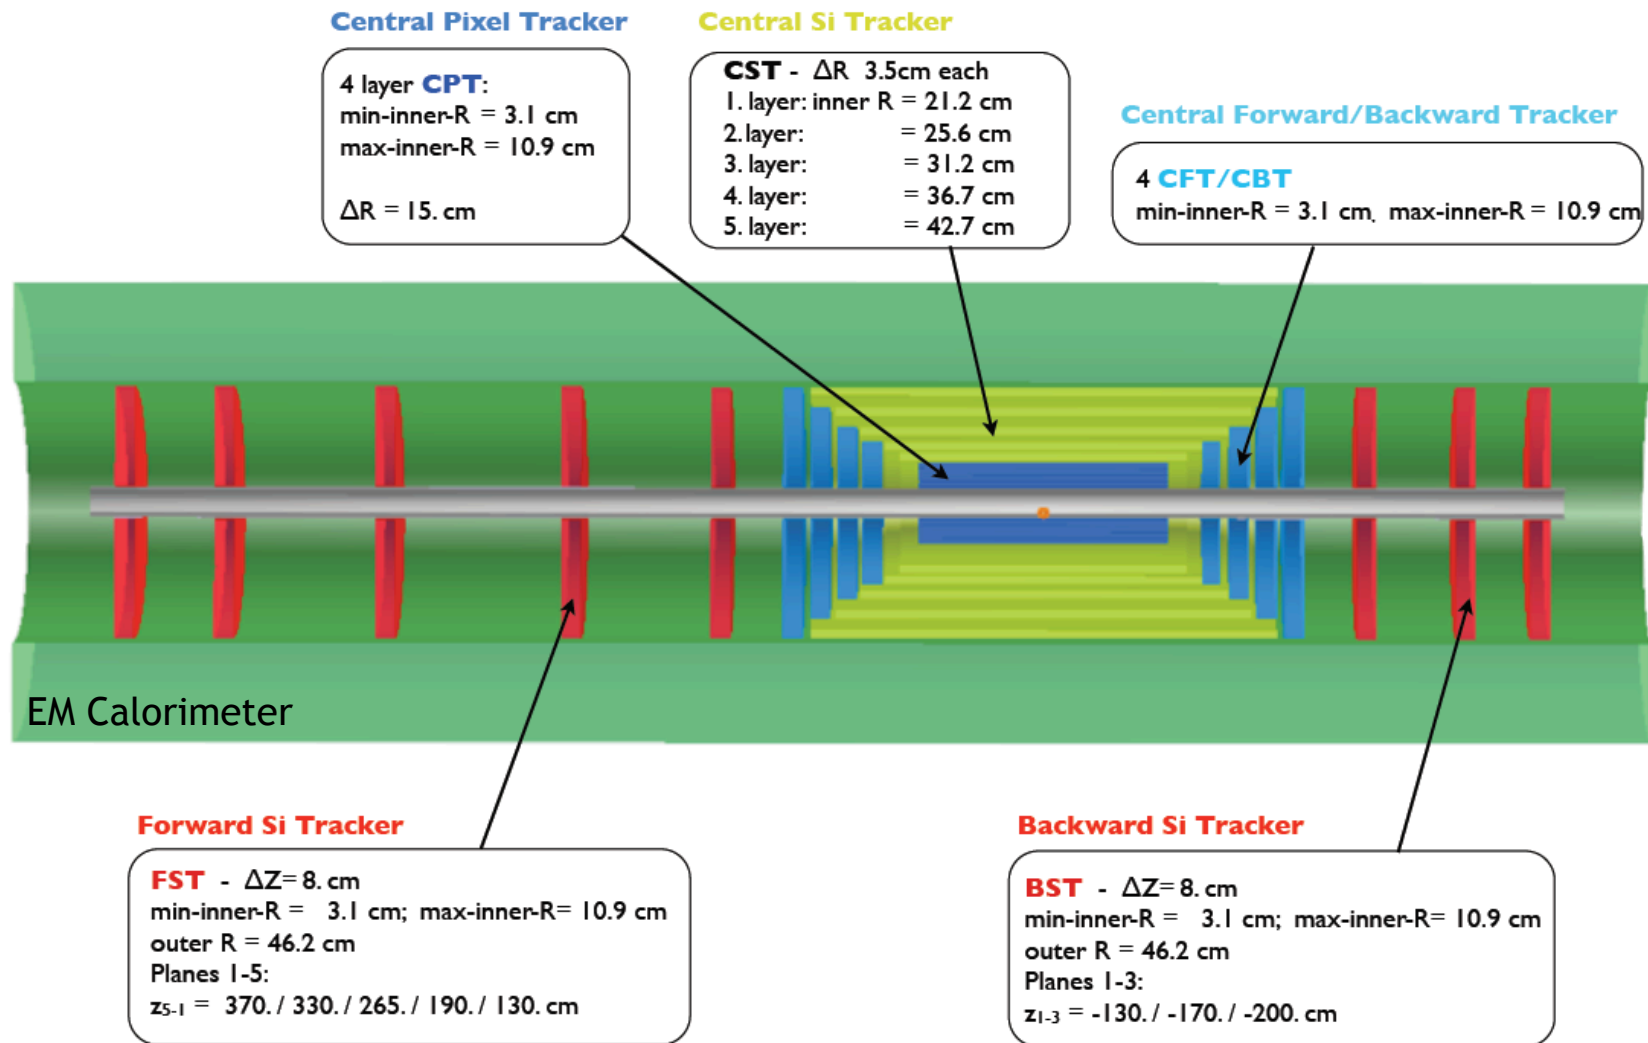 Central Pixel Tracker
4 layer CPT:
min-inner-R = 3.1 cm
max-inner-R = 10.9 cm
ΔR = 15. cm
Central Si Tracker
CST - ΔR 3.5cm each
1. layer: inner R = 21.2 cm
2. layer: = 25.6 cm
3. layer: = 31.2 cm
4. layer: = 36.7 cm
5. layer: = 42.7 cm
Central Forward/Backward Tracker
4 CFT/CBT
min-inner-R = 3.1 cm, max-inner-R = 10.9 cm
EM Calorimeter
Forward Si Tracker
FST - ΔZ= 8. cm
min-inner-R = 3.1 cm; max-inner-R= 10.9 cm
outer R = 46.2 cm
Planes 1-5:
z5-1 = 370. / 330. / 265. / 190. / 130. cm
Backward Si Tracker
BST - ΔZ= 8. cm
min-inner-R = 3.1 cm; max-inner-R= 10.9 cm
outer R = 46.2 cm
Planes 1-3:
z1-3 = -130. / -170. / -200. cm